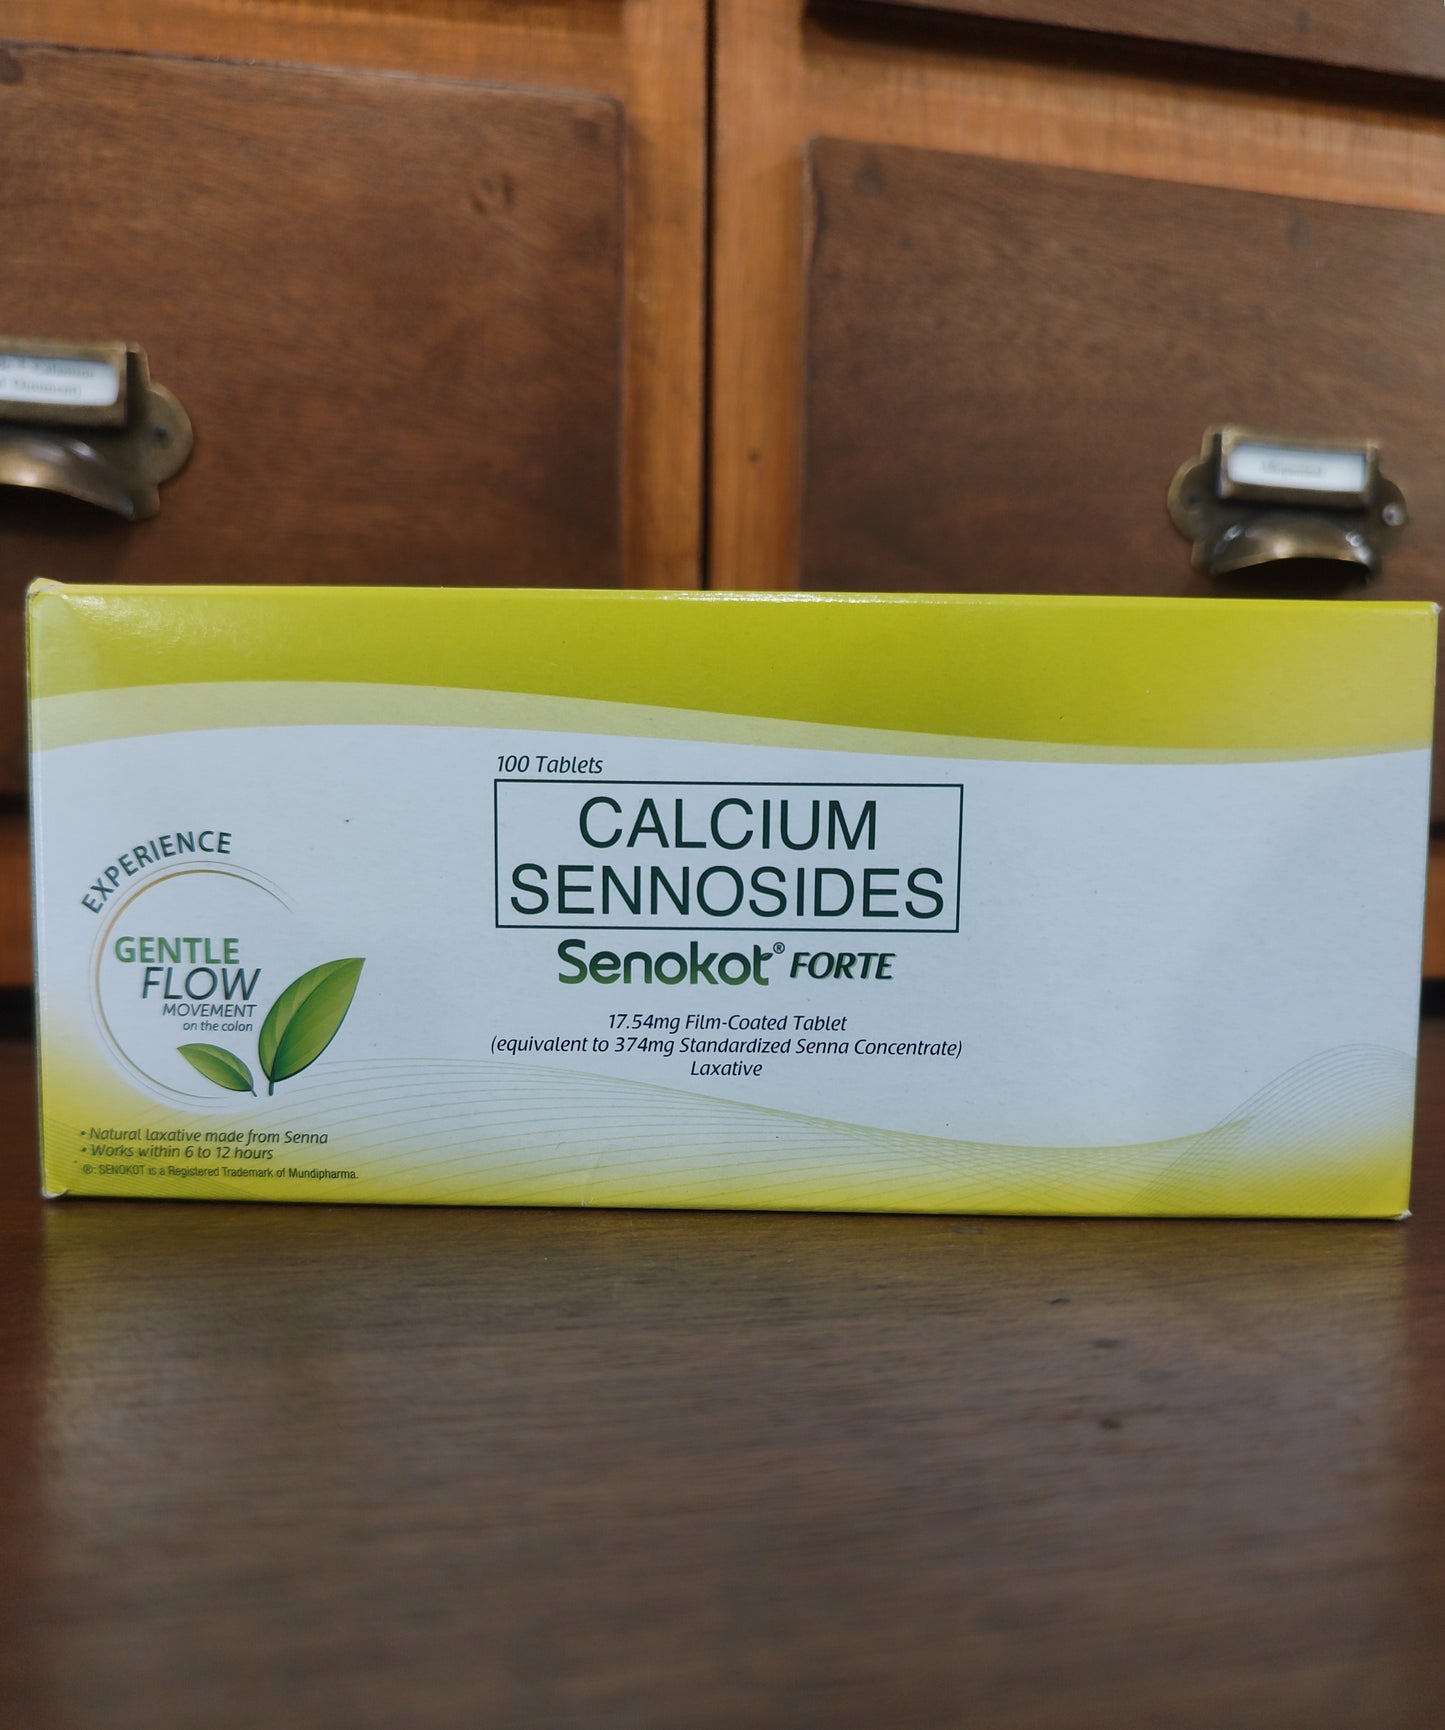 100 Tablets
CALCIUM
SENNOSIDES
Senokot® FORTE
17.54mg Film-Coated Tablet
(equivalent to 374mg Standardized Senna Concentrate)
Laxative
EXPERIENCE
GENTLE
FLOW
MOVEMENT
on the colon
• Natural laxative made from Senna
• Works within 6 to 12 hours
®: SENOKOT is a Registered Trademark of Mundipharma.